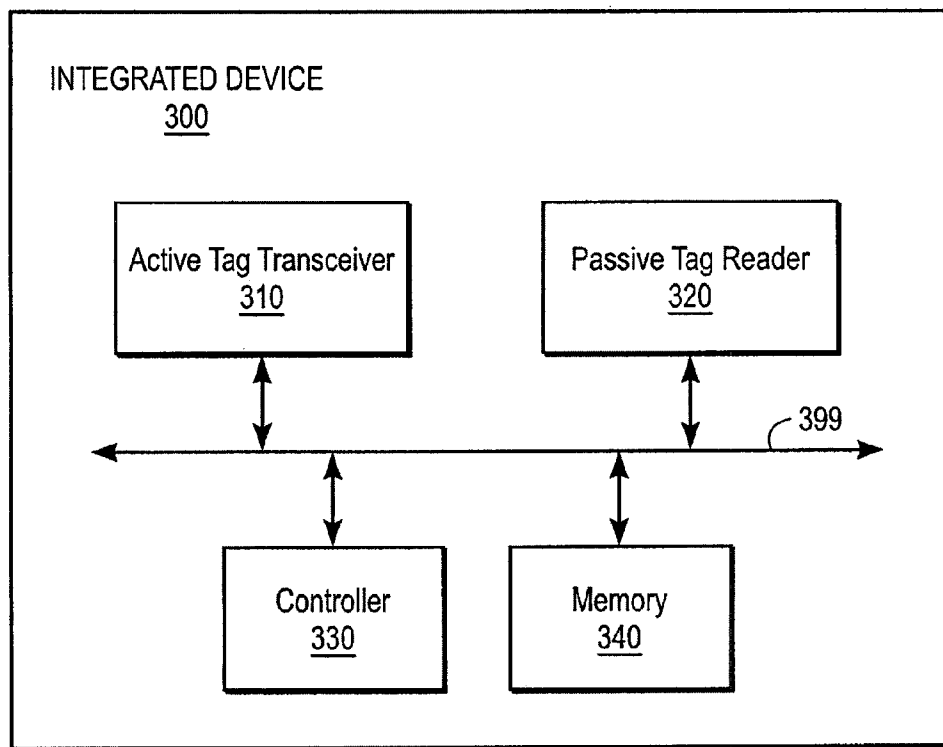 INTEGRATED DEVICE
300
Active Tag Transceiver
310
Passive Tag Reader
320
399
Controller
330
Memory
340